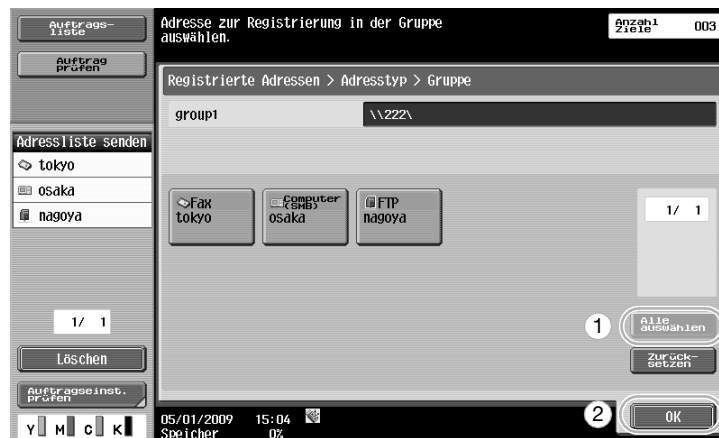 Auftrags-
liste
Auftrag
prüfen
Adresse zur Registrierung in der Gruppe
auswählen.
Anzahl
Ziele 003
Registrierte Adressen > Adresstyp > Gruppe
group1 \\222\
Adressliste senden
tokyo
osaka
nagoya
Fax
tokyo
Computer
(SMB)
osaka
FTP
nagoya
1/ 1
1
Alle
auswählen
Zurück-
setzen
1/ 1
Löschen
Auftragseinst.
prüfen
2
OK
Y M C K
05/01/2009 15:04
Speicher 0%